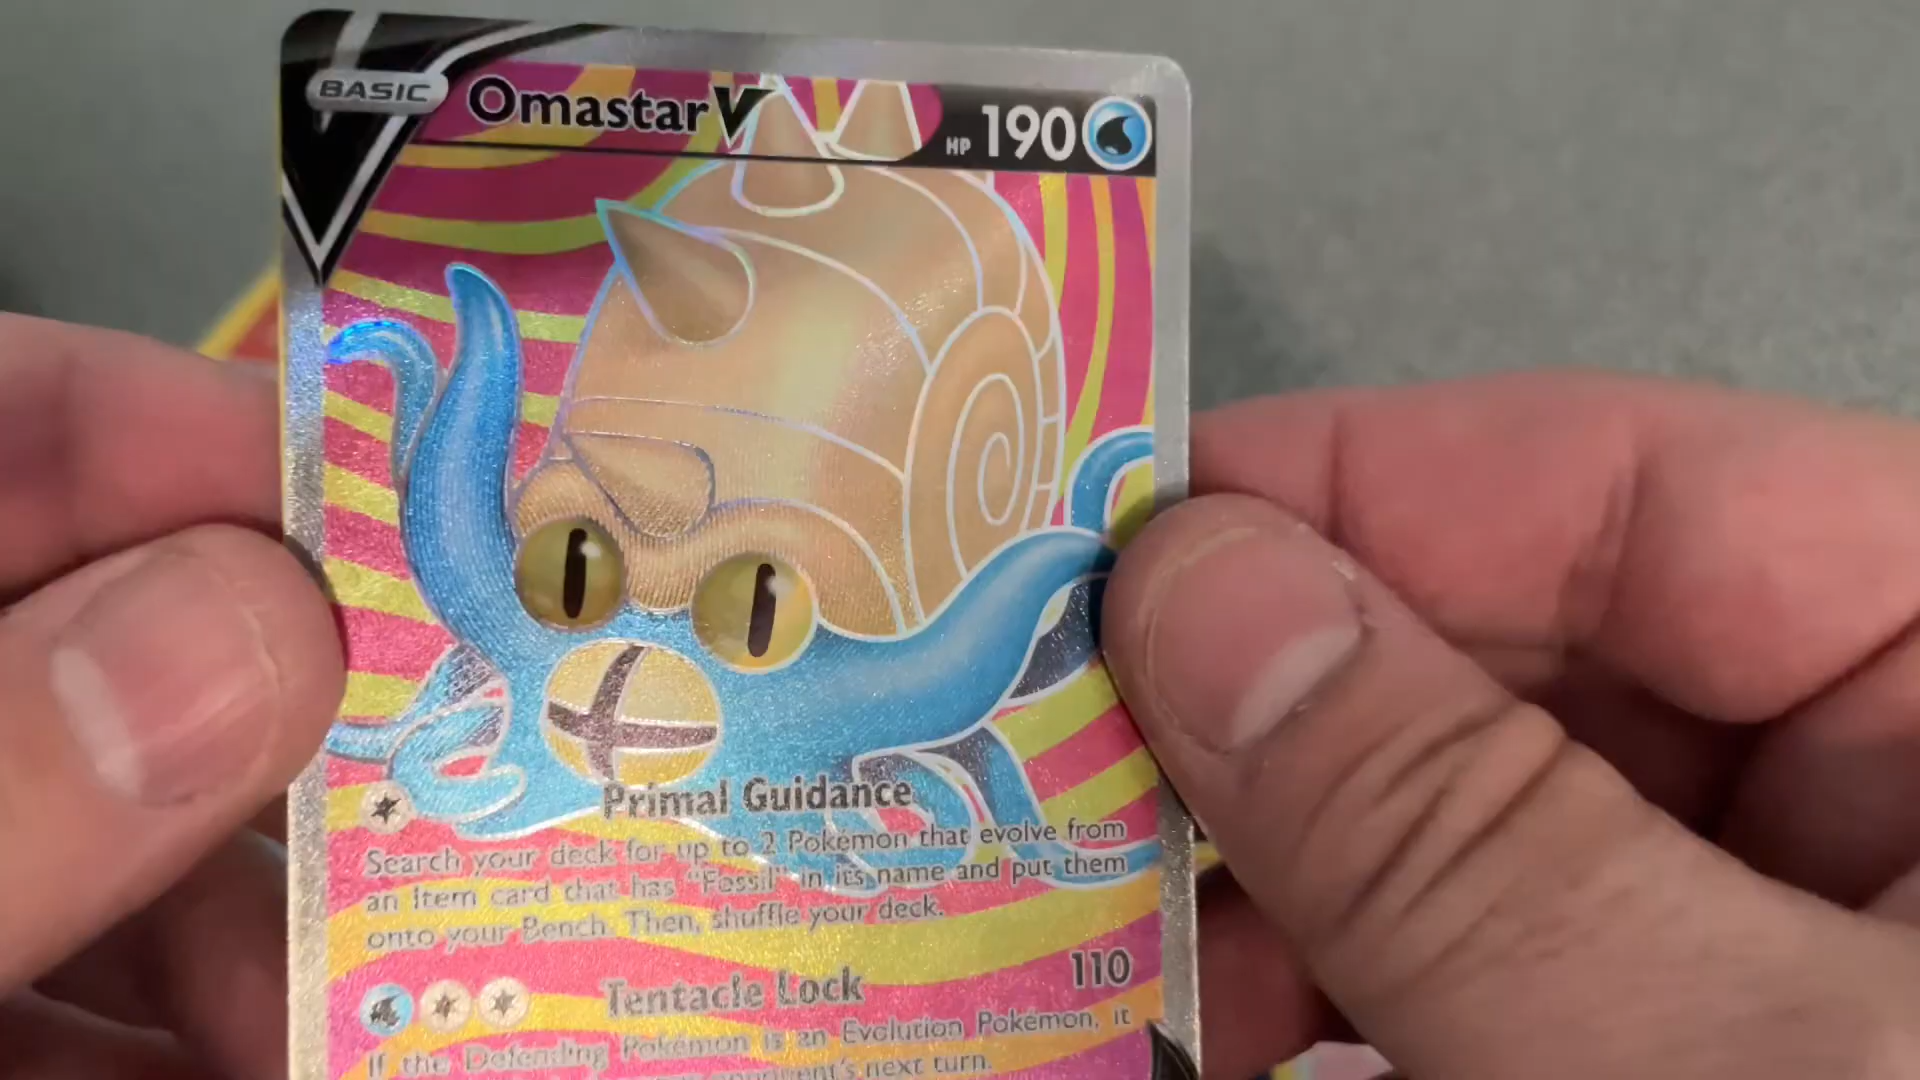 BASIC
OmastarV
HP 190
Primal Guidance
Search your deck for up to 2 Pokémon that evolve from
an Item card that has "Fossil" in its name and put them
onto your Bench. Then, shuffle your deck.
Tentacle Lock 110
If the Defending Pokémon is an Evolution Pokémon, it
opponent's next turn.